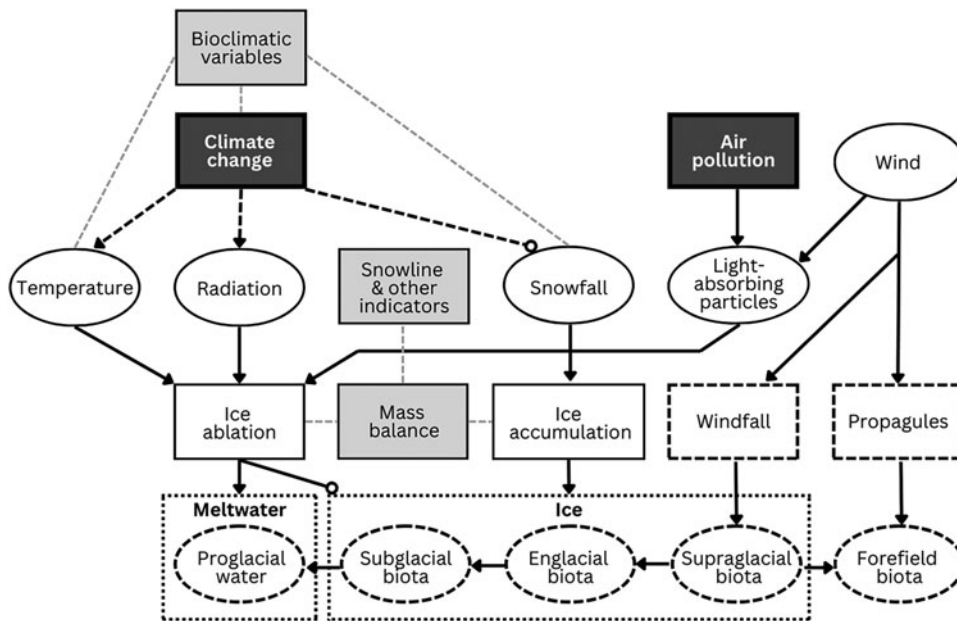 Bioclimatic
variables
Climate
change
Air
pollution
Wind
Temperature
Radiation
Snowline
& other
indicators
Snowfall
Light-
absorbing
particles
Ice
ablation
Mass
balance
Ice
accumulation
Windfall
Propagules
Meltwater
Ice
Proglacial
water
Subglacial
biota
Englacial
biota
Supraglacial
biota
Forefield
biota